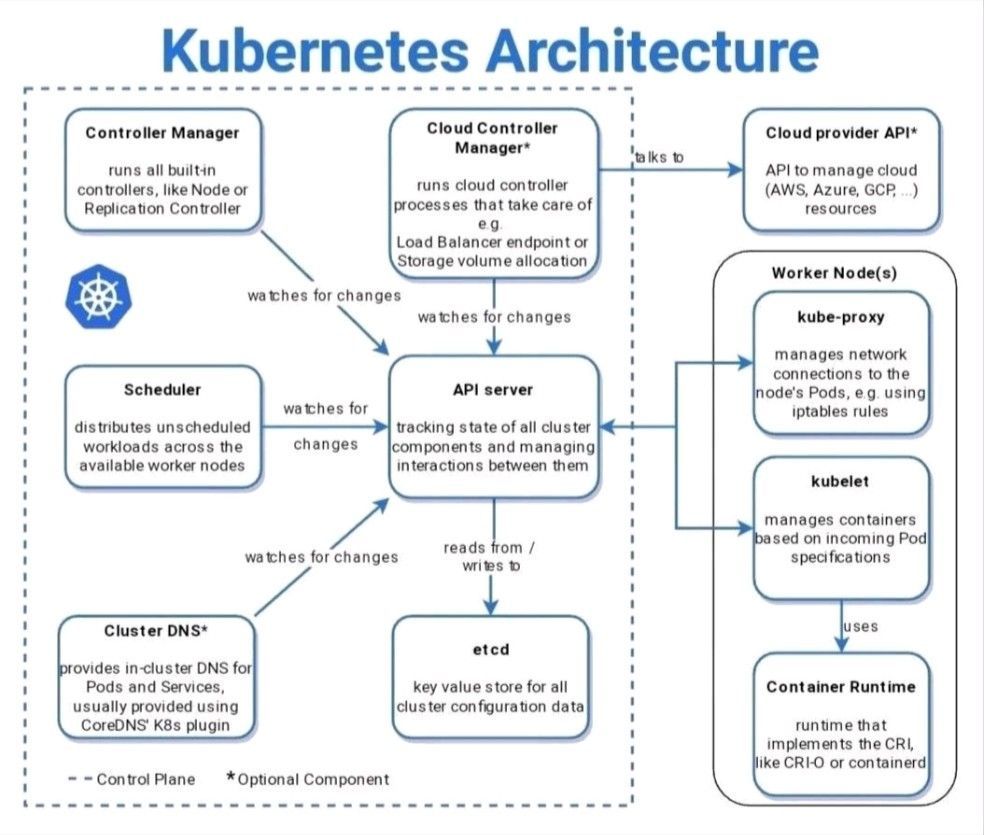 Kubernetes Architecture
Controller Manager
runs all built-in
controllers, like Node or
Replication Controller
Cloud Controller
Manager*
runs cloud controller
processes that take care of
e.g.
Load Balancer endpoint or
Storage volume allocation
talks to
Cloud provider API*
API to manage cloud
(AWS, Azure, GCP, ...)
resources
watches for changes
watches for changes
Worker Node(s)
kube-proxy
manages network
connections to the
node's Pods, e.g. using
iptables rules
Scheduler
distributes unscheduled
workloads across the
available worker nodes
watches for
changes
API server
tracking state of all cluster
components and managing
interactions between them
kubelet
manages containers
based on incoming Pod
specifications
watches for changes
reads from /
writes to
uses
Cluster DNS*
provides in-cluster DNS for
Pods and Services,
usually provided using
CoreDNS' K8s plugin
etcd
key value store for all
cluster configuration data
Container Runtime
runtime that
implements the CRI,
like CRI-O or containerd
Control Plane
*Optional Component